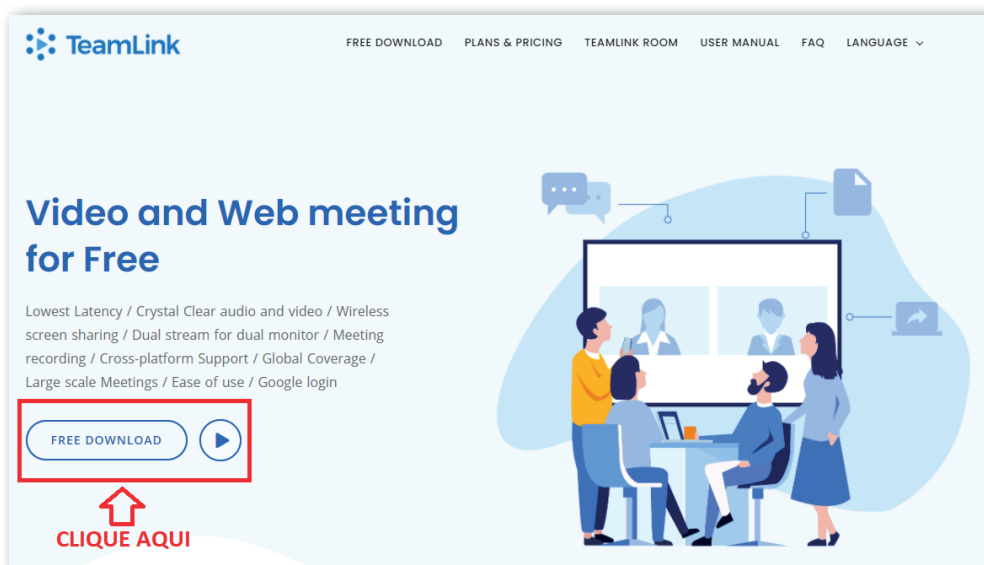 TeamLink
FREE DOWNLOAD PLANS & PRICING TEAMLINK ROOM USER MANUAL FAQ LANGUAGE
Video and Web meeting
for Free
Lowest Latency / Crystal Clear audio and video / Wireless
screen sharing / Dual stream for dual monitor / Meeting
recording / Cross-platform Support / Global Coverage /
Large scale Meetings / Ease of use / Google login
FREE DOWNLOAD
CLIQUE AQUI